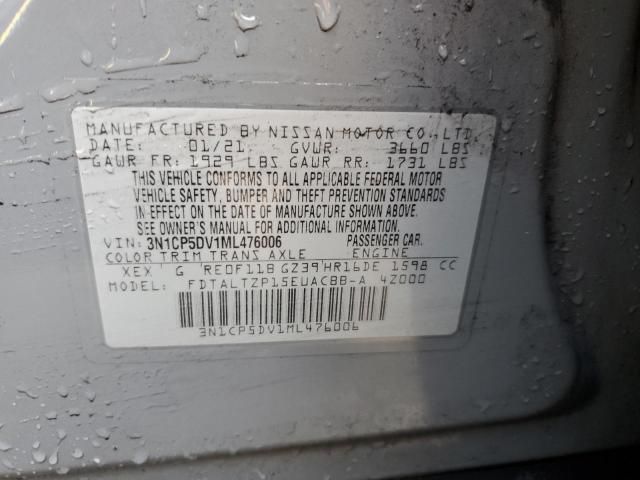 MANUFACTURED BY NISSAN MOTOR CO., LTD.
DATE: 01/21 GVWR: 3660 LBS
GAWR FR: 1929 LBS GAWR RR: 1731 LBS
THIS VEHICLE CONFORMS TO ALL APPLICABLE FEDERAL MOTOR
VEHICLE SAFETY, BUMPER AND THEFT PREVENTION STANDARDS
IN EFFECT ON THE DATE OF MANUFACTURE SHOWN ABOVE.
SEE OWNER'S MANUAL FOR ADDITIONAL INFORMATION.
VIN: 3N1CP5DV1ML476006 PASSENGER CAR.
COLOR TRIM TRANS AXLE ENGINE
XEX G RE0F11B GZ39 HR16DE 1598 CC
MODEL: FDTALTZP15EUACBB-A 4Z000
3N1CP5DV1ML476006